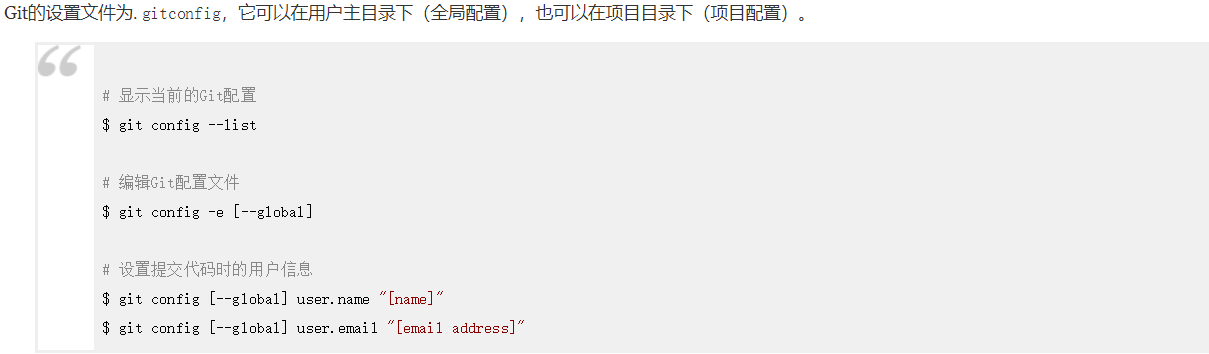 Git的设置文件为.gitconfig，它可以在用户主目录下（全局配置），也可以在项目目录下（项目配置）。
# 显示当前的Git配置
$ git config --list
# 编辑Git配置文件
$ git config -e [--global]
# 设置提交代码时的用户信息
$ git config [--global] user.name "[name]"
$ git config [--global] user.email "[email address]"